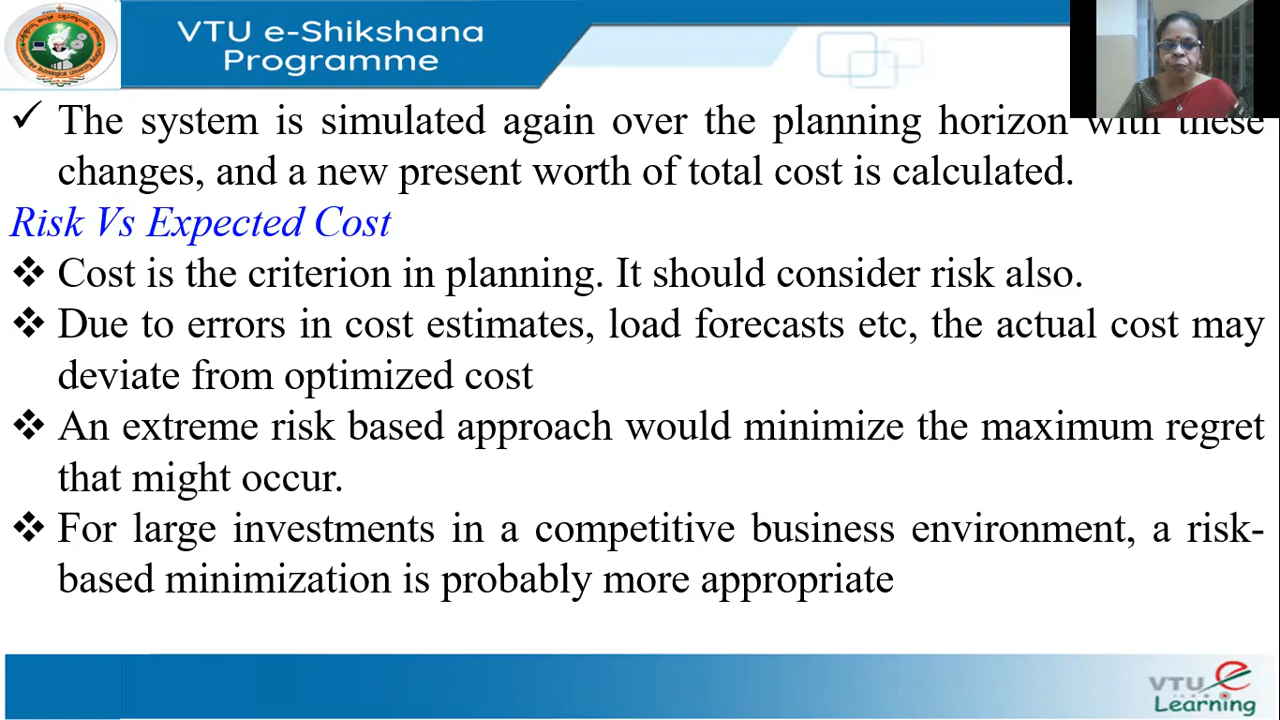 VTU e-Shikshana
Programme
✓ The system is simulated again over the planning horizon with these
changes, and a new present worth of total cost is calculated.
Risk Vs Expected Cost
❖ Cost is the criterion in planning. It should consider risk also.
❖ Due to errors in cost estimates, load forecasts etc, the actual cost may
deviate from optimized cost
❖ An extreme risk based approach would minimize the maximum regret
that might occur.
❖ For large investments in a competitive business environment, a risk-
based minimization is probably more appropriate
VTU e
Learning